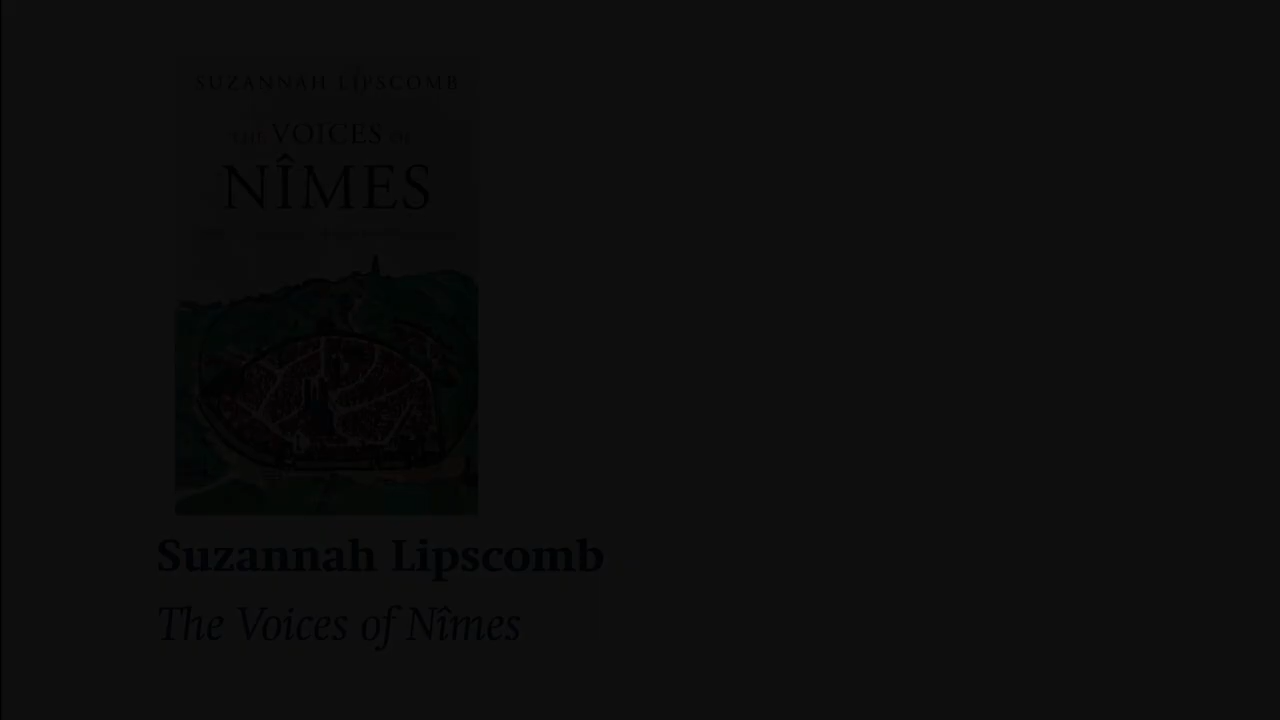 SUZANNAH LIPSCOMB
THE VOICES OF
NÎMES
Suzannah Lipscomb
The Voices of Nîmes